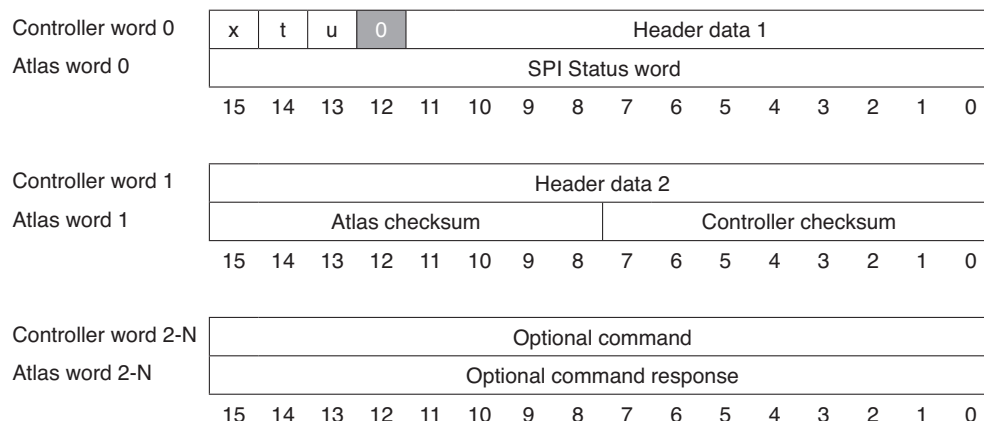 Controller word 0 x t u 0 Header data 1
Atlas word 0 SPI Status word
15 14 13 12 11 10 9 8 7 6 5 4 3 2 1 0
Controller word 1 Header data 2
Atlas word 1 Atlas checksum Controller checksum
15 14 13 12 11 10 9 8 7 6 5 4 3 2 1 0
Controller word 2-N Optional command
Atlas word 2-N Optional command response
15 14 13 12 11 10 9 8 7 6 5 4 3 2 1 0